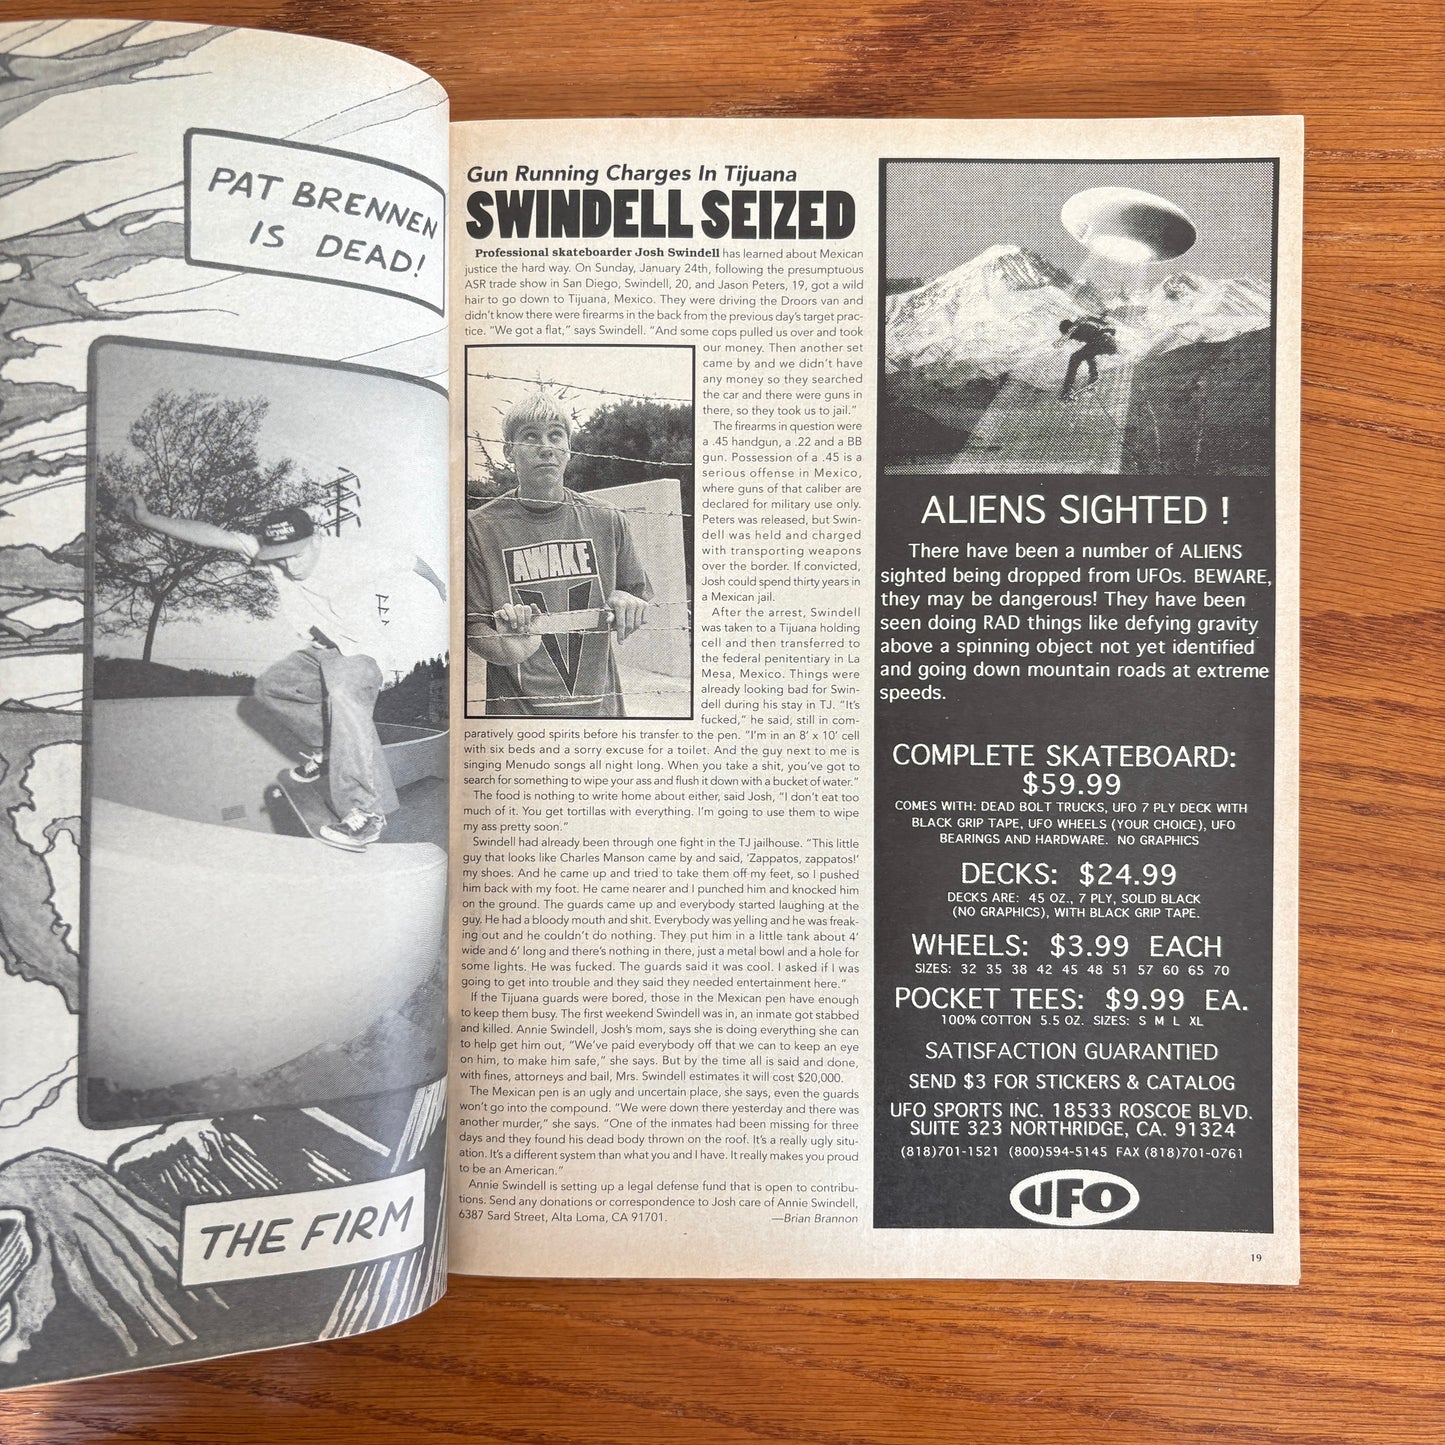 PAT BRENNEN
IS DEAD!
THE FIRM
Gun Running Charges In Tijuana
SWINDELL SEIZED
Professional skateboarder Josh Swindell has learned about Mexican
justice the hard way. On Sunday, January 24th, following the presumptuous
ASR trade show in San Diego, Swindell, 20, and Jason Peters, 19, got a wild
hair to go down to Tijuana, Mexico. They were driving the Droors van and
didn't know there were firearms in the back from the previous day's target prac-
tice. "We got a flat," says Swindell. "And some cops pulled us over and took
our money. Then another set
came by and we didn't have
any money so they searched
the car and there were guns in
there, so they took us to jail."
The firearms in question were
a .45 handgun, a .22 and a BB
gun. Possession of a .45 is a
serious offense in Mexico,
where guns of that caliber are
declared for military use only.
Peters was released, but Swin-
dell was held and charged
with transporting weapons
over the border. If convicted,
Josh could spend thirty years in
a Mexican jail.
After the arrest, Swindell
was taken to a Tijuana holding
cell and then transferred to
the federal penitentiary in La
Mesa, Mexico. Things were
already looking bad for Swin-
dell during his stay in TJ. "It's
fucked," he said, still in com-
paratively good spirits before his transfer to the pen. "I'm in an 8' x 10' cell
with six beds and a sorry excuse for a toilet. And the guy next to me is
singing Menudo songs all night long. When you take a shit, you've got to
search for something to wipe your ass and flush it down with a bucket of water."
The food is nothing to write home about either, said Josh, "I don't eat too
much of it. You get tortillas with everything. I'm going to use them to wipe
my ass pretty soon."
Swindell had already been through one fight in the TJ jailhouse. "This little
guy that looks like Charles Manson came by and said, 'Zappatos, zappatos!'
my shoes. And he came up and tried to take them off my feet, so I pushed
him back with my foot. He came nearer and I punched him and knocked him
on the ground. The guards came up and everybody started laughing at the
guy. He had a bloody mouth and shit. Everybody was yelling and he was freak-
ing out and he couldn't do nothing. They put him in a little tank about 4'
wide and 6' long and there's nothing in there, just a metal bowl and a hole for
some lights. He was fucked. The guards said it was cool. I asked if I was
going to get into trouble and they said they needed entertainment here."
If the Tijuana guards were bored, those in the Mexican pen have enough
to keep them busy. The first weekend Swindell was in, an inmate got stabbed
and killed. Annie Swindell, Josh's mom, says she is doing everything she can
to help get him out, "We've paid everybody off that we can to keep an eye
on him, to make him safe," she says. But by the time all is said and done,
with fines, attorneys and bail, Mrs. Swindell estimates it will cost $20,000.
The Mexican pen is an ugly and uncertain place, she says, even the guards
won't go into the compound. "We were down there yesterday and there was
another murder," she says. "One of the inmates had been missing for three
days and they found his dead body thrown on the roof. It's a really ugly situ-
ation. It's a different system than what you and I have. It really makes you proud
to be an American."
Annie Swindell is setting up a legal defense fund that is open to contribu-
tions. Send any donations or correspondence to Josh care of Annie Swindell,
6387 Sard Street, Alta Loma, CA 91701.
—Brian Brannon
AWAKE
ALIENS SIGHTED !
There have been a number of ALIENS
sighted being dropped from UFOs. BEWARE,
they may be dangerous! They have been
seen doing RAD things like defying gravity
above a spinning object not yet identified
and going down mountain roads at extreme
speeds.
COMPLETE SKATEBOARD:
$59.99
COMES WITH: DEAD BOLT TRUCKS, UFO 7 PLY DECK WITH
BLACK GRIP TAPE, UFO WHEELS (YOUR CHOICE), UFO
BEARINGS AND HARDWARE. NO GRAPHICS
DECKS: $24.99
DECKS ARE: 45 OZ., 7 PLY, SOLID BLACK
(NO GRAPHICS), WITH BLACK GRIP TAPE.
WHEELS: $3.99 EACH
SIZES: 32 35 38 42 45 48 51 57 60 65 70
POCKET TEES: $9.99 EA.
100% COTTON 5.5 OZ. SIZES: S M L XL
SATISFACTION GUARANTIED
SEND $3 FOR STICKERS & CATALOG
UFO SPORTS INC. 18533 ROSCOE BLVD.
SUITE 323 NORTHRIDGE, CA. 91324
(818)701-1521 (800)594-5145 FAX (818)701-0761
UFO
19